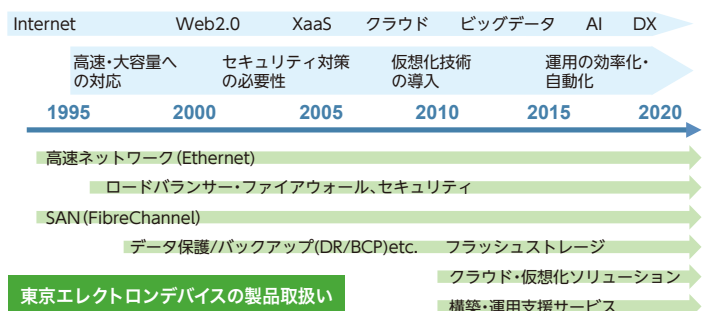 Internet Web2.0 XaaS クラウド ビッグデータ AI DX
高速・大容量へ
の対応
セキュリティ対策
の必要性
仮想化技術
の導入
運用の効率化・
自動化
1995 2000 2005 2010 2015 2020
高速ネットワーク(Ethernet)
ロードバランサー・ファイアウォール、セキュリティ
SAN(FibreChannel)
データ保護/バックアップ(DR/BCP)etc. フラッシュストレージ
クラウド・仮想化ソリューション
東京エレクトロンデバイスの製品取扱い
構築・運用支援サービス